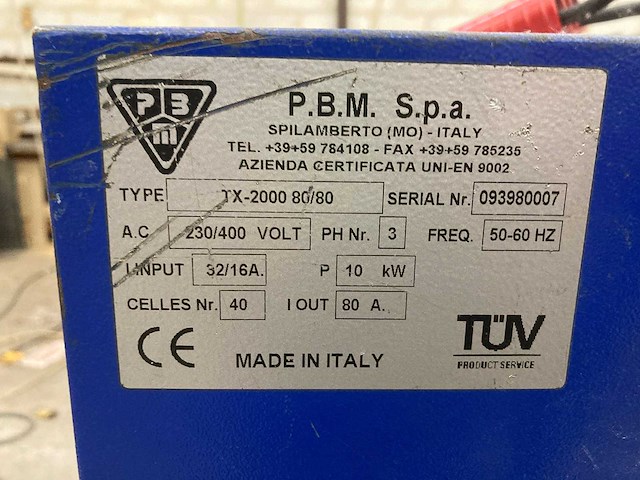 P B M
P.B.M. S.p.a.
SPILAMBERTO (MO) - ITALY
TEL. +39+59 784108 - FAX +39+59 785235
AZIENDA CERTIFICATA UNI-EN 9002
TYPE TX-2000 80/80 SERIAL Nr. 093980007
A.C. 230/400 VOLT PH Nr. 3 FREQ. 50-60 HZ
I.INPUT 32/16A. P 10 kW
CELLES Nr. 40 I OUT 80 A.
CE MADE IN ITALY TÜV
PRODUCT SERVICE